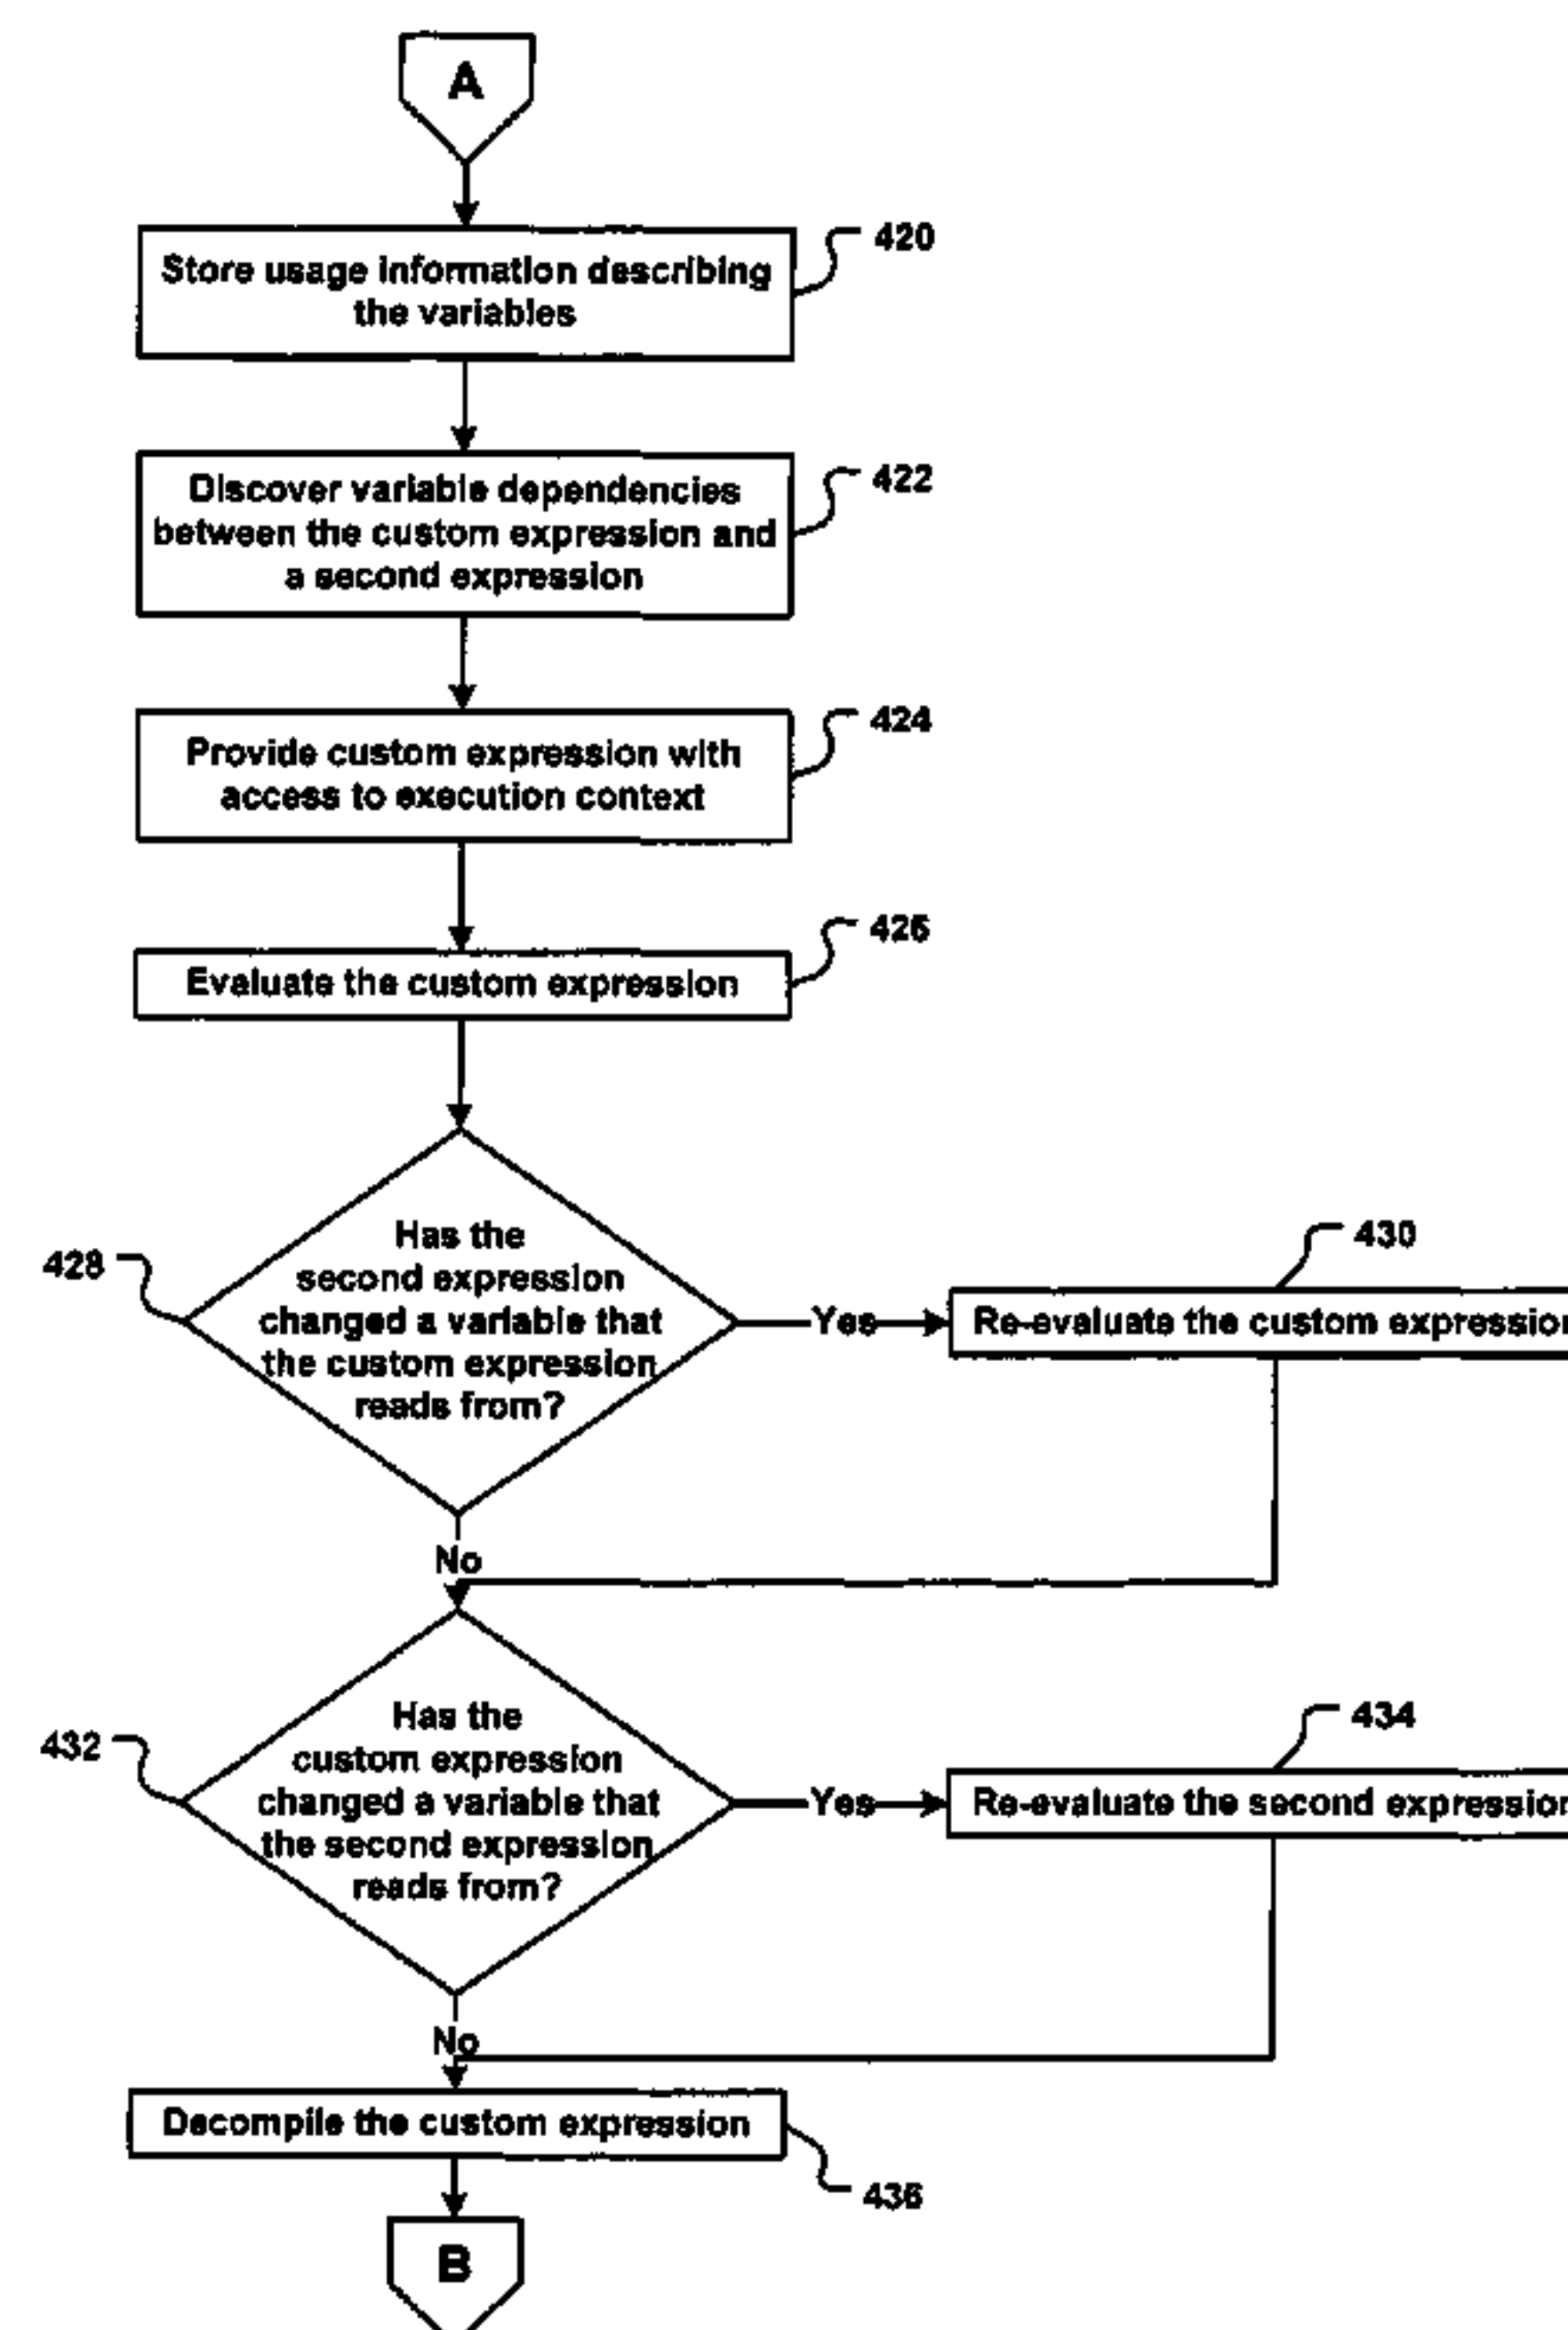 A
420
Store usage information describing
the variables
422
Discover variable dependencies
between the custom expression and
a second expression
424
Provide custom expression with
access to execution context
426
Evaluate the custom expression
428
Has the
second expression
changed a variable that
the custom expression
reads from?
Yes
430
Re-evaluate the custom expression
No
432
Has the
custom expression
changed a variable that
the second expression
reads from?
Yes
434
Re-evaluate the second expression
No
Decompile the custom expression
436
B